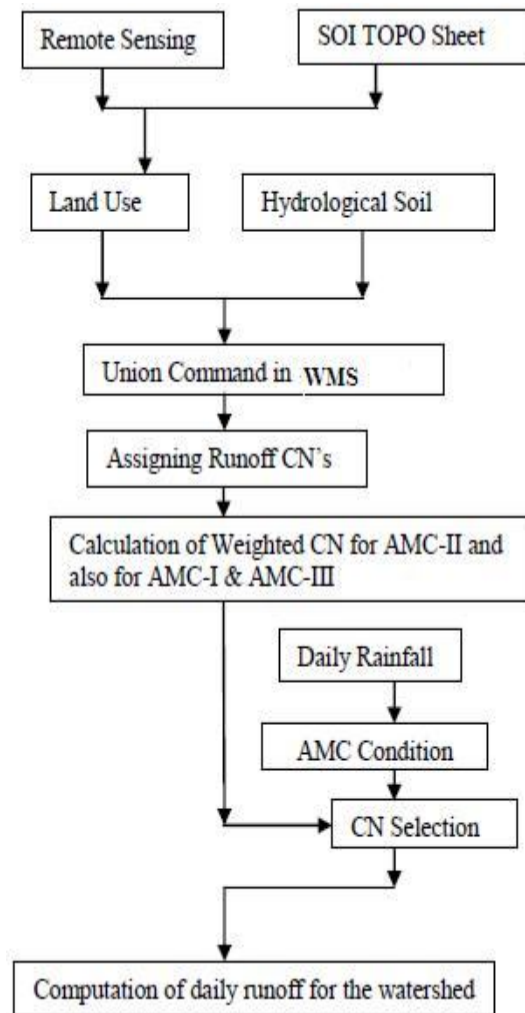 Remote Sensing
SOI TOPO Sheet
Land Use
Hydrological Soil
Union Command in WMS
Assigning Runoff CN's
Calculation of Weighted CN for AMC-II and
also for AMC-I & AMC-III
Daily Rainfall
AMC Condition
CN Selection
Computation of daily runoff for the watershed